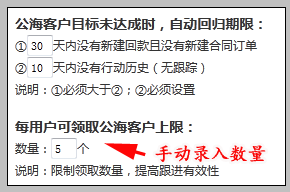 公海客户目标未达成时，自动回归期限：
①30天内没有新建回款且没有新建合同订单
②10天内没有行动历史（无跟踪）
说明：①必须大于②；②必须设置
每用户可领取公海客户上限：
数量：5个
手动录入数量
说明：限制领取数量，提高跟进有效性